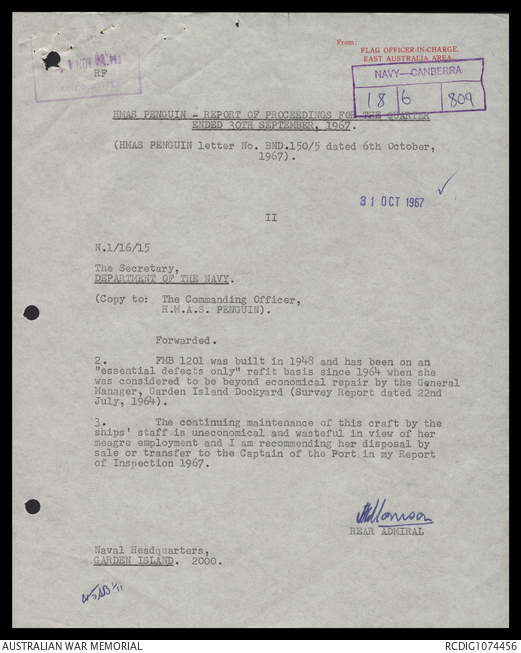 From:
FLAG OFFICER-IN-CHARGE.
EAST AUSTRALIA AREA
1 NOV
RF
NAVY—CANBERRA
18 6 809
HMAS PENGUIN - REPORT OF PROCEEDINGS FOR THE QUARTER
ENDED 30TH SEPTEMBER, 1967.
(HMAS PENGUIN letter No. BND.150/5 dated 6th October,
1967).
31 OCT 1967
II
N.1/16/15
The Secretary,
DEPARTMENT OF THE NAVY.
(Copy to: The Commanding Officer,
H.M.A.S. PENGUIN).
Forwarded.
2. FMB 1201 was built in 1948 and has been on an
"essential defects only" refit basis since 1964 when she
was considered to be beyond economical repair by the General
Manager, Garden Island Dockyard (Survey Report dated 22nd
July, 1964).
3. The continuing maintenance of this craft by the
ships' staff is uneconomical and wasteful in view of her
meagre employment and I am recommending her disposal by
sale or transfer to the Captain of the Port in my Report
of Inspection 1967.
REAR ADMIRAL
Naval Headquarters,
GARDEN ISLAND. 2000.
AUSTRALIAN WAR MEMORIAL
RCDIG1074456